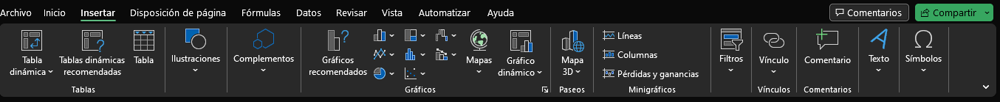 Archivo Inicio Insertar Disposición de página Fórmulas Datos Revisar Vista Automatizar Ayuda Comentarios Compartir
Tabla dinámica
Tablas dinámicas recomendadas
Tabla
Tablas
Ilustraciones
Complementos
Gráficos recomendados
Mapas
Gráfico dinámico
Gráficos
Mapa 3D
Paseos
Líneas
Columnas
Pérdidas y ganancias
Minigráficos
Filtros
Vínculo
Vínculos
Comentario
Comentarios
Texto
Símbolos